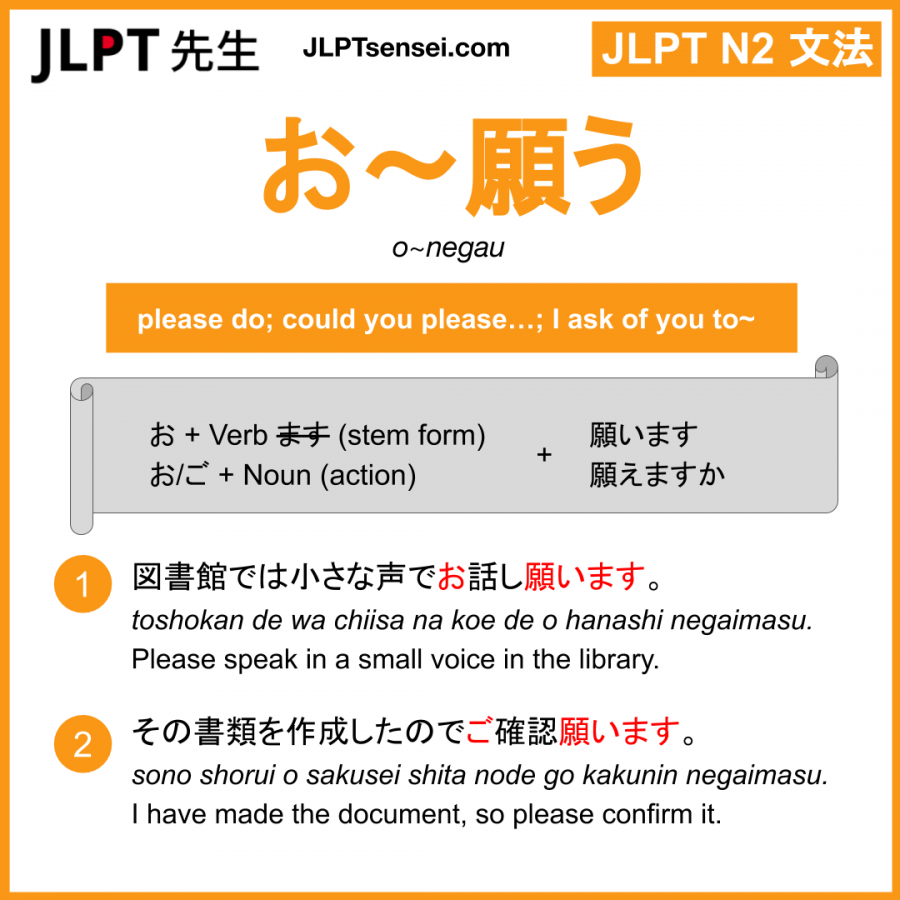 JLPT 先生
JLPTsensei.com
JLPT N2 文法
お～願う
o~negau
please do; could you please…; I ask of you to~
お + Verb ます (stem form)
お/ご + Noun (action)
+
願います
願えますか
1
図書館では小さな声でお話し願います。
toshokan de wa chiisa na koe de o hanashi negaimasu.
Please speak in a small voice in the library.
2
その書類を作成したのでご確認願います。
sono shorui o sakusei shita node go kakunin negaimasu.
I have made the document, so please confirm it.